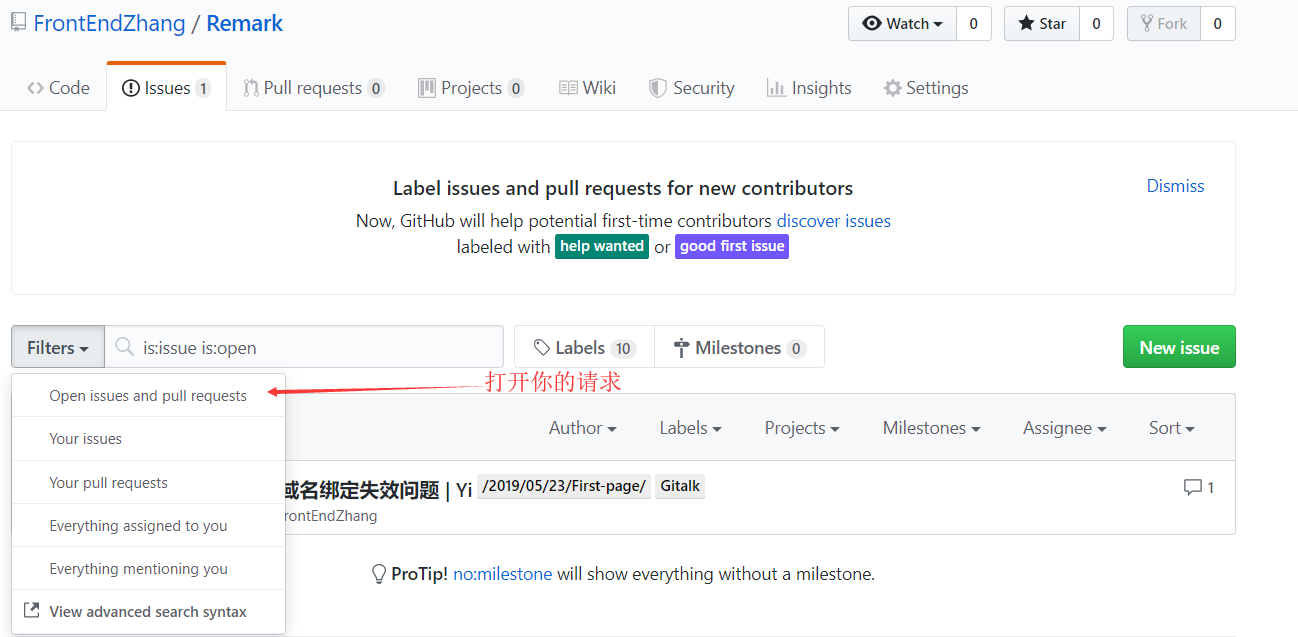 FrontEndZhang / Remark
Watch 0 Star 0 Fork 0
Code Issues 1 Pull requests 0 Projects 0 Wiki Security Insights Settings
Label issues and pull requests for new contributors
Dismiss
Now, GitHub will help potential first-time contributors discover issues
labeled with help wanted or good first issue
Filters is:issue is:open Labels 10 Milestones 0 New issue
打开你的请求
Open issues and pull requests
Your issues
Your pull requests
Everything assigned to you
Everything mentioning you
View advanced search syntax
Author Labels Projects Milestones Assignee Sort
域名绑定失效问题 | Yi /2019/05/23/First-page/ Gitalk 1
rontEndZhang
ProTip! no:milestone will show everything without a milestone.